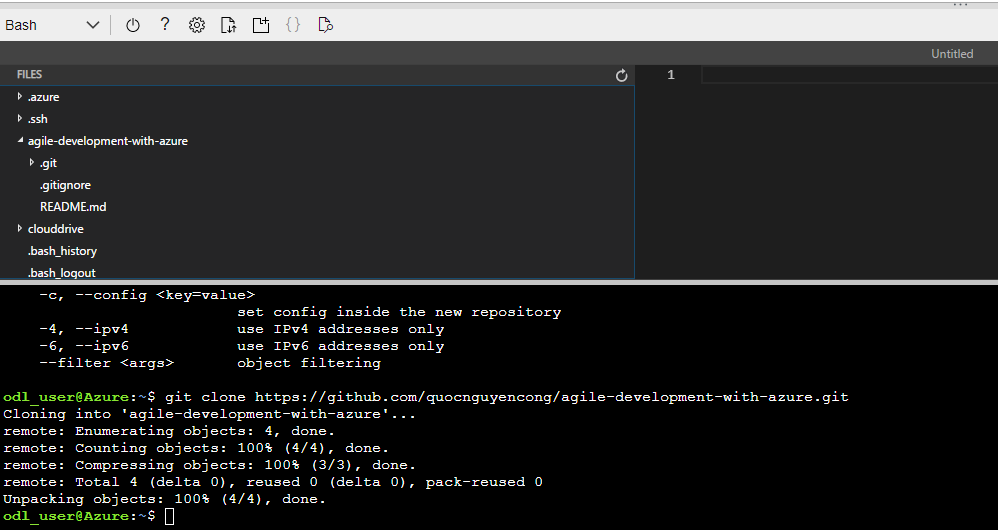 Bash
?
{}
Untitled
FILES
1
.azure
.ssh
agile-development-with-azure
.git
.gitignore
README.md
clouddrive
.bash_history
.bash_logout
-c, --config <key=value>
set config inside the new repository
-4, --ipv4 use IPv4 addresses only
-6, --ipv6 use IPv6 addresses only
--filter <args> object filtering
odl_user@Azure:~$ git clone https://github.com/quocnguyencong/agile-development-with-azure.git
Cloning into 'agile-development-with-azure'...
remote: Enumerating objects: 4, done.
remote: Counting objects: 100% (4/4), done.
remote: Compressing objects: 100% (3/3), done.
remote: Total 4 (delta 0), reused 0 (delta 0), pack-reused 0
Unpacking objects: 100% (4/4), done.
odl_user@Azure:~$